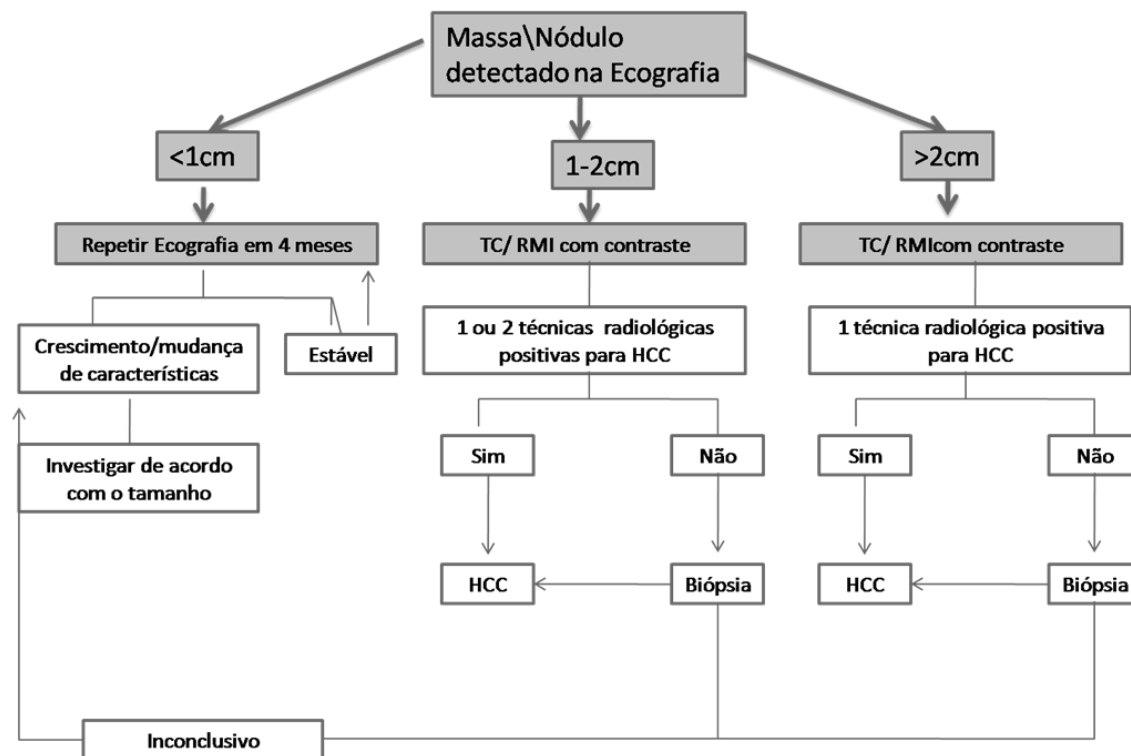 Massa\Nódulo
detectado na Ecografia
<1cm
1-2cm
>2cm
Repetir Ecografia em 4 meses
TC/ RMI com contraste
TC/ RMIcom contraste
Crescimento/mudança
de características
Estável
1 ou 2 técnicas radiológicas
positivas para HCC
1 técnica radiológica positiva
para HCC
Investigar de acordo
com o tamanho
Sim
Não
Sim
Não
HCC
Biópsia
HCC
Biópsia
Inconclusivo